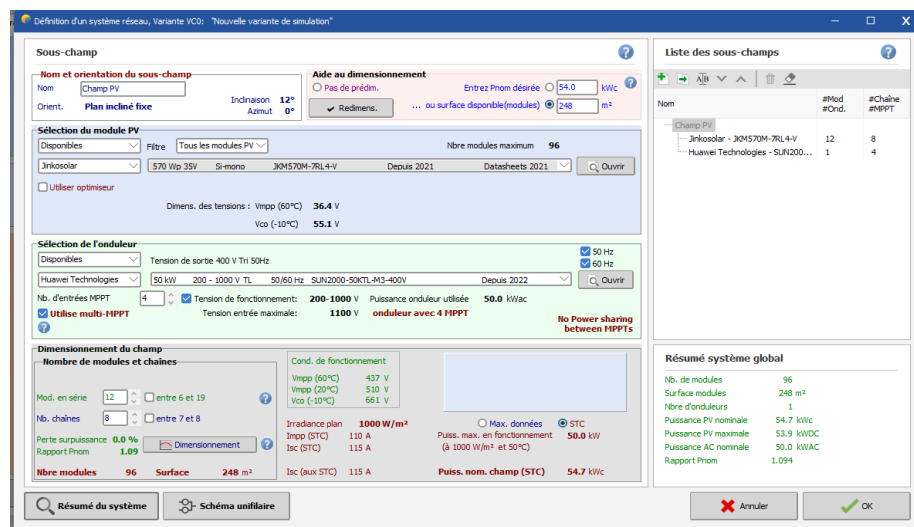 Définition d'un système réseau, Variante VC0: "Nouvelle variante de simulation"
Sous-champ
Nom et orientation du sous-champ
Nom Champ PV
Orient. Plan incliné fixe
Inclinaison 12°
Azimut 0°
Aide au dimensionnement
Pas de prédim. Entrez Pnom désirée 54.0 kWc
Redimens. ... ou surface disponible(modules) 248 m²
Sélection du module PV
Disponibles Filtre Tous les modules PV Nbre modules maximum 96
Jinkosolar 570 Wp 35V Si-mono JKM570M-7RL4-V Depuis 2021 Datasheets 2021 Ouvrir
Utiliser optimiseur
Dimens. des tensions : Vmpp (60°C) 36.4 V
Vco (-10°C) 55.1 V
Sélection de l'onduleur
Disponibles Tension de sortie 400 V Tri 50Hz
50 Hz
60 Hz
Huawei Technologies 50 kW 200 - 1000 V TL 50/60 Hz SUN2000-50KTL-M3-400V Depuis 2022 Ouvrir
Nb. d'entrées MPPT 4 Tension de fonctionnement: 200-1000 V Puissance onduleur utilisée 50.0 kWac
Utilise multi-MPPT Tension entrée maximale: 1100 V onduleur avec 4 MPPT
No Power sharing
between MPPTs
Dimensionnement du champ
Nombre de modules et chaînes
Mod. en série 12 entre 6 et 19
Nb. chaînes 8 entre 7 et 8
Perte surpuissance 0.0 %
Rapport Pnom 1.09
Dimensionnement
Nbre modules 96 Surface 248 m²
Cond. de fonctionnement
Vmpp (60°C) 437 V
Vmpp (20°C) 510 V
Vco (-10°C) 661 V
Irradiance plan 1000 W/m²
Impp (STC) 110 A
Isc (STC) 115 A
Isc (aux STC) 115 A
Max. données STC
Puiss. max. en fonctionnement 50.0 kW
(à 1000 W/m² et 50°C)
Puiss. nom. champ (STC) 54.7 kWc
Résumé du système
Schéma unifilaire
Liste des sous-champs
Nom
#Mod #Chaîne
#Ond. #MPPT
Champ PV
Jinkosolar - JKM570M-7RL4-V 12 8
Huawei Technologies - SUN200... 1 4
Résumé système global
Nb. de modules 96
Surface modules 248 m²
Nbre d'onduleurs 1
Puissance PV nominale 54.7 kWc
Puissance PV maximale 53.9 kWDC
Puissance AC nominale 50.0 kWAC
Rapport Pnom 1.094
Annuler
OK